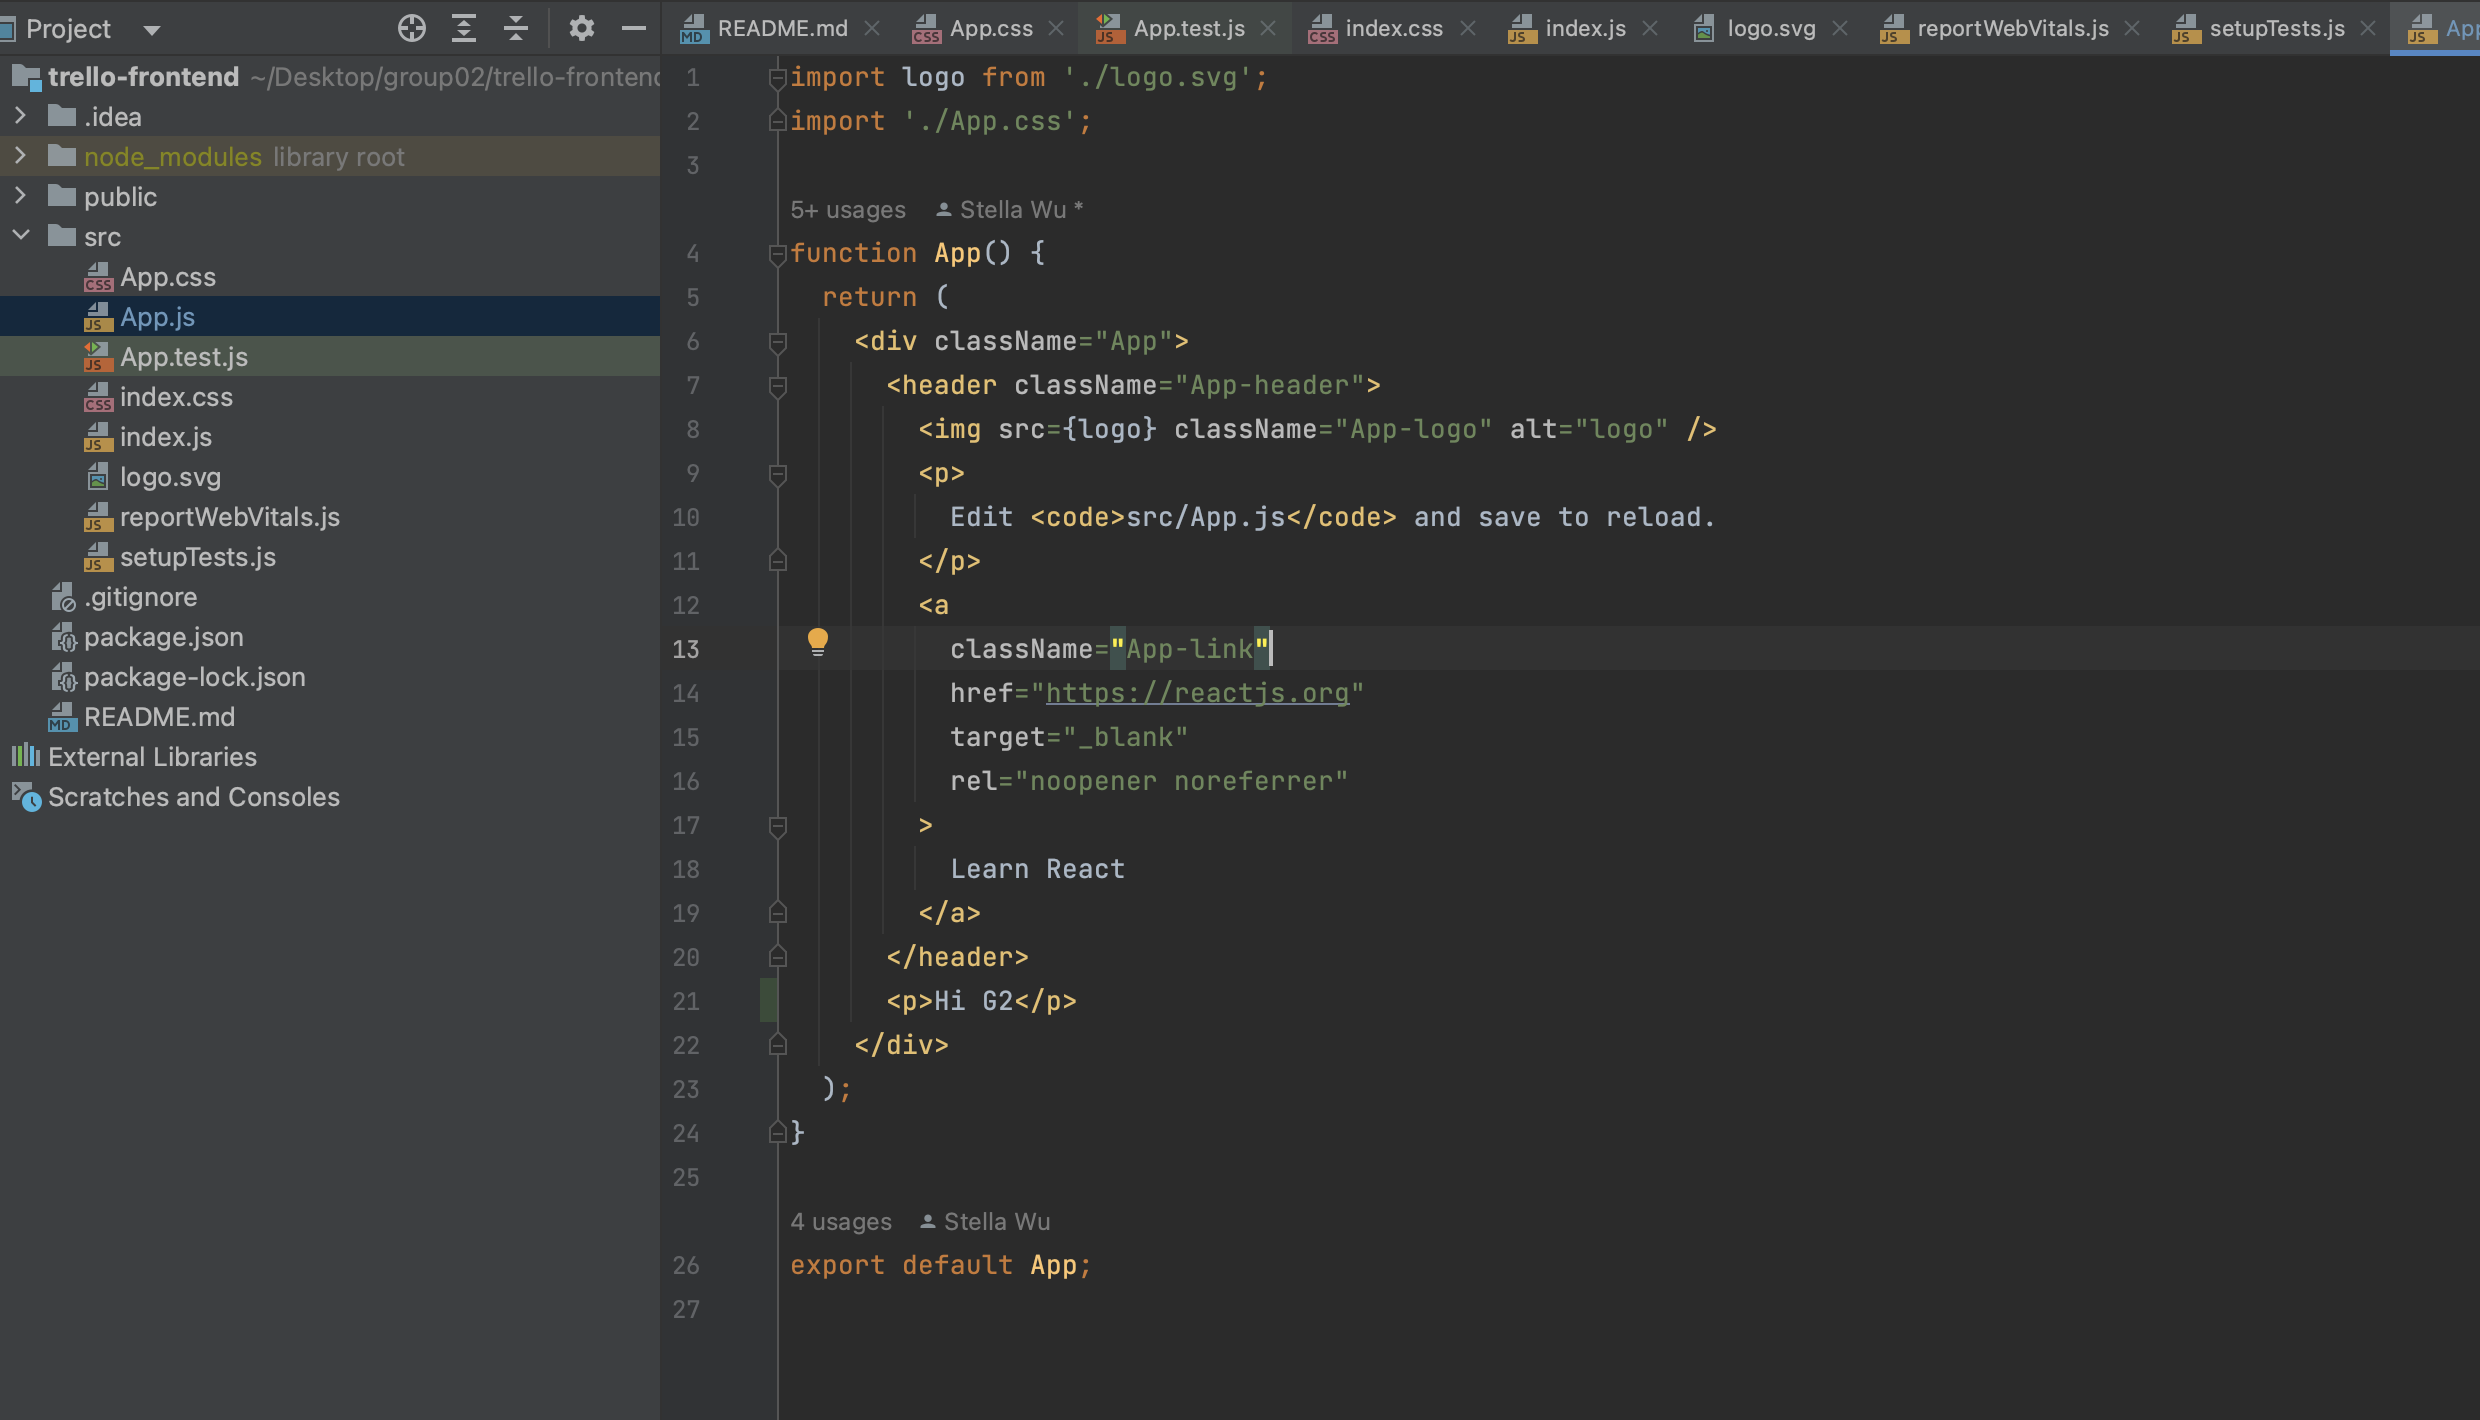 Project
README.md
App.css
App.test.js
index.css
index.js
logo.svg
reportWebVitals.js
setupTests.js
trello-frontend ~/Desktop/group02/trello-frontend
.idea
node_modules library root
public
src
App.css
App.js
App.test.js
index.css
index.js
logo.svg
reportWebVitals.js
setupTests.js
.gitignore
package.json
package-lock.json
README.md
External Libraries
Scratches and Consoles
1 import logo from './logo.svg';
2 import './App.css';
3
5+ usages Stella Wu *
4 function App() {
5 return (
6 <div className="App">
7 <header className="App-header">
8 <img src={logo} className="App-logo" alt="logo" />
9 <p>
10 Edit <code>src/App.js</code> and save to reload.
11 </p>
12 <a
13 className="App-link"
14 href="https://reactjs.org"
15 target="_blank"
16 rel="noopener noreferrer"
17 >
18 Learn React
19 </a>
20 </header>
21 <p>Hi G2</p>
22 </div>
23 );
24 }
25
4 usages Stella Wu
26 export default App;
27